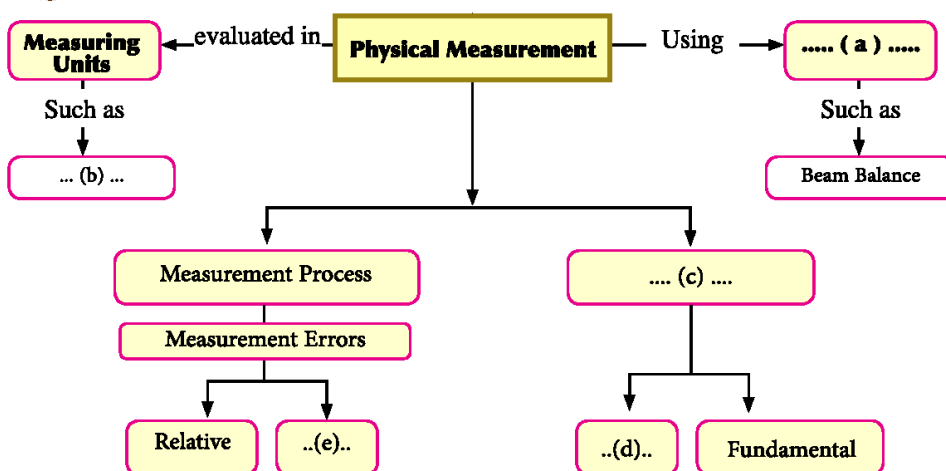 Measuring
Units
evaluated in
Physical Measurement
Using
..... ( a ) .....
Such as
Such as
... (b) ...
Beam Balance
Measurement Process
.... (c) ....
Measurement Errors
Relative
..(e)..
..(d)..
Fundamental